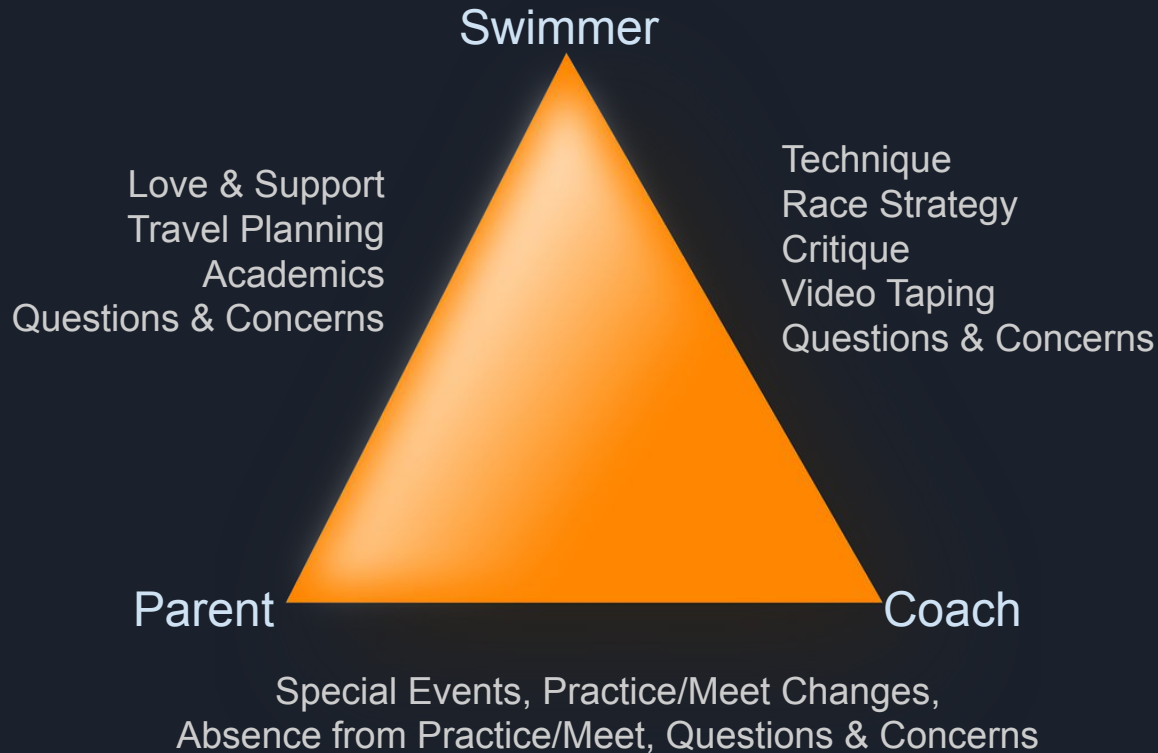 Swimmer
Love & Support
Travel Planning
Academics
Questions & Concerns
Technique
Race Strategy
Critique
Video Taping
Questions & Concerns
Parent
Coach
Special Events, Practice/Meet Changes,
Absence from Practice/Meet, Questions & Concerns